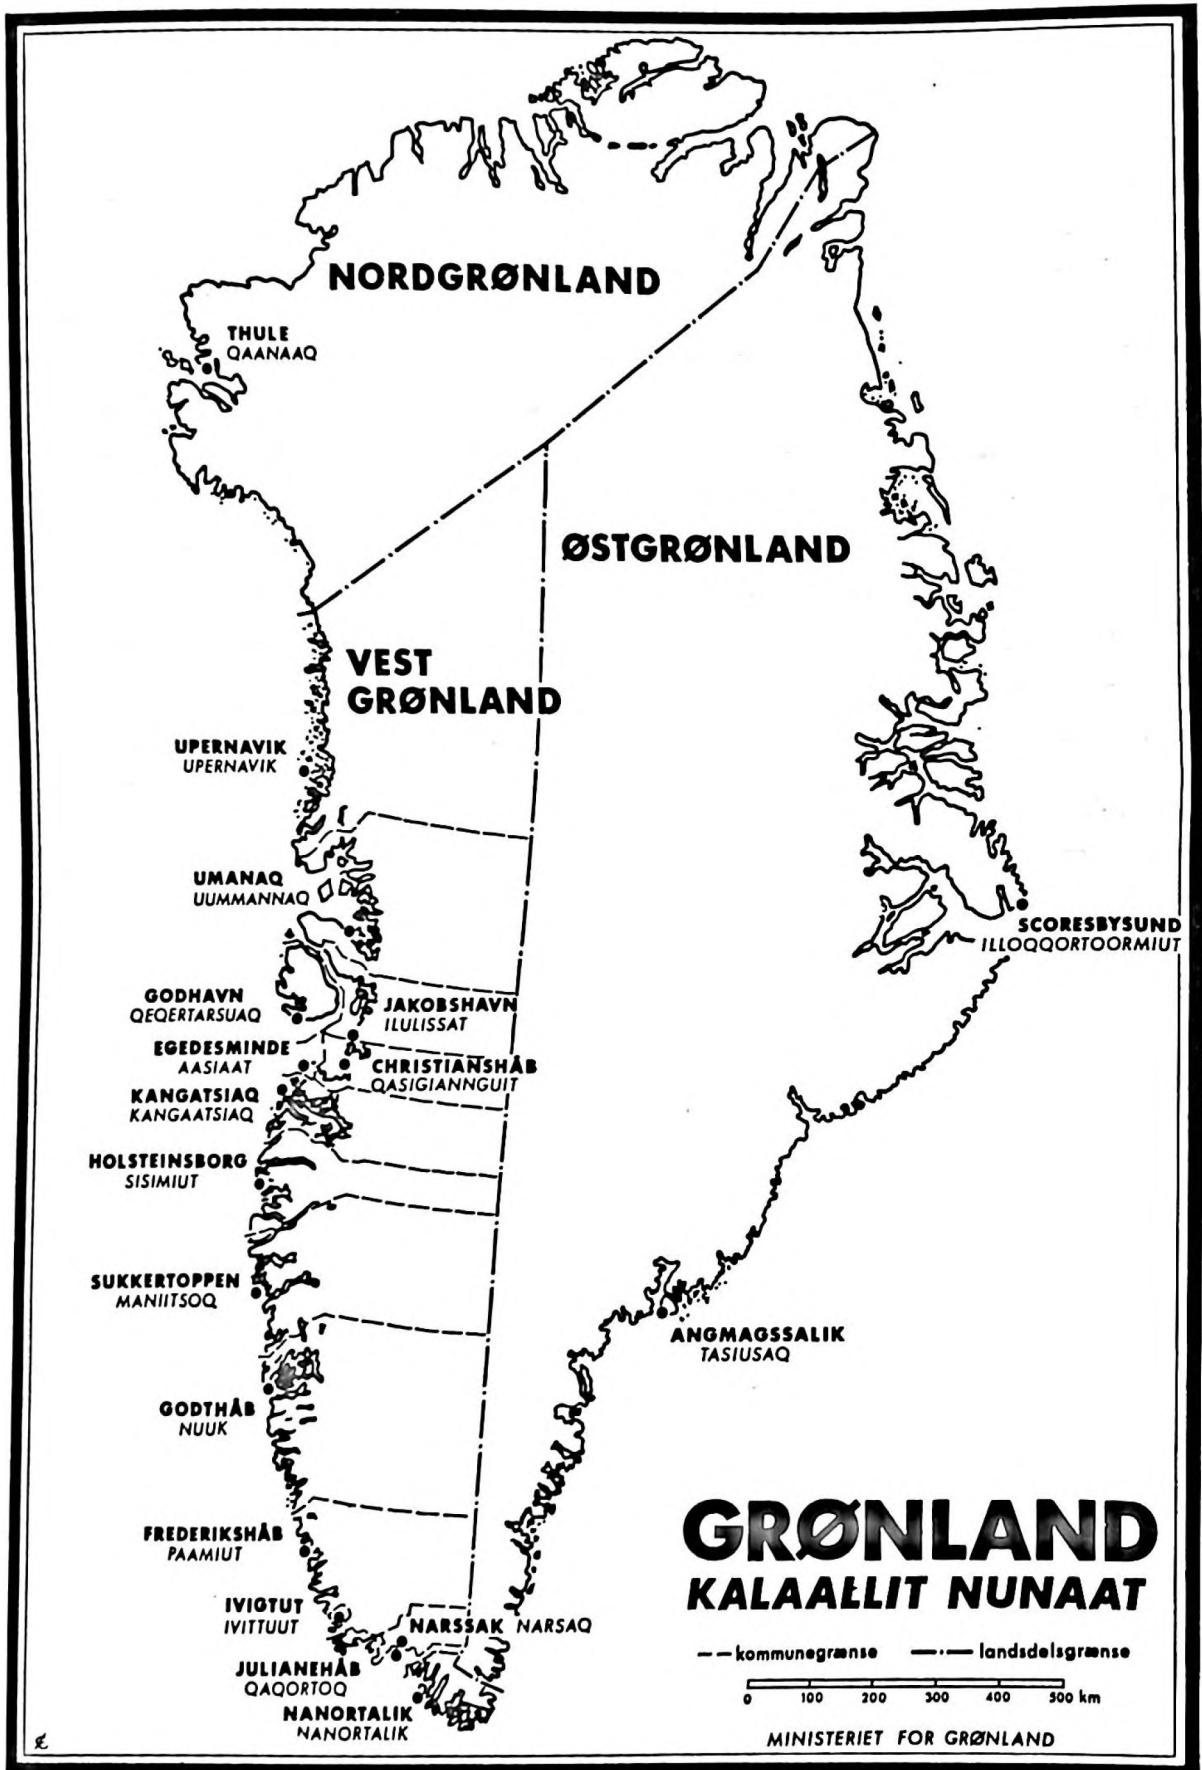 NORDGRØNLAND
THULE
QAANAAQ
ØSTGRØNLAND
VEST
GRØNLAND
UPERNAVIK
UPERNAVIK
UMANAQ
UUMMANNAQ
SCORESBYSUND
ILLOQQORTOORMIUT
GODHAVN
QEQERTARSUAQ
JAKOBSHAVN
ILULISSAT
EGEDESMINDE
AASIAAT
CHRISTIANSHÅB
QASIGIANNGUIT
KANGATSIAQ
KANGAATSIAQ
HOLSTEINSBORG
SISIMIUT
SUKKERTOPPEN
MANIITSOQ
ANGMAGSSALIK
TASIUSAQ
GODTHÅB
NUUK
FREDERIKSHÅB
PAAMIUT
IVIGTUT
IVITTUUT
NARSSAK NARSAQ
JULIANEHÅB
QAQORTOQ
NANORTALIK
NANORTALIK
GRØNLAND
KALAALLIT NUNAAT
kommunegrænse landsdelsgrænse
0 100 200 300 400 500 km
MINISTERIET FOR GRØNLAND